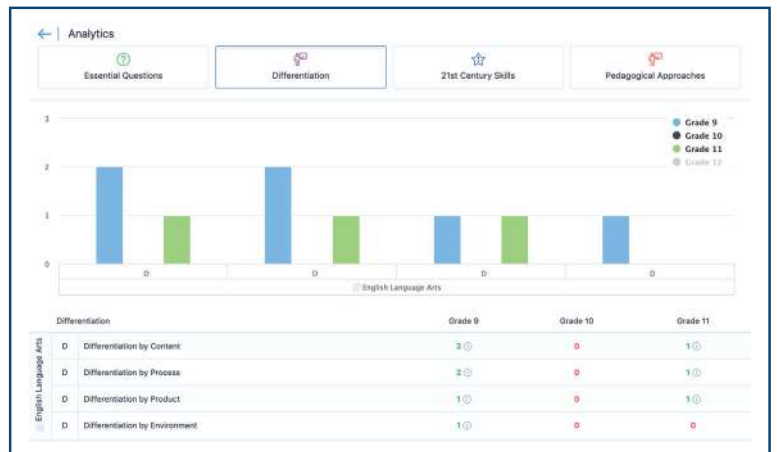 ← | Analytics
Essential Questions
Differentiation
21st Century Skills
Pedagogical Approaches
3
Grade 9
Grade 10
Grade 11
Grade 12
2
1
0
D D D D
English Language Arts
Differentiation Grade 9 Grade 10 Grade 11
English Language Arts
D Differentiation by Content 2 0 1
D Differentiation by Process 2 0 1
D Differentiation by Product 1 0 1
D Differentiation by Environment 1 0 0